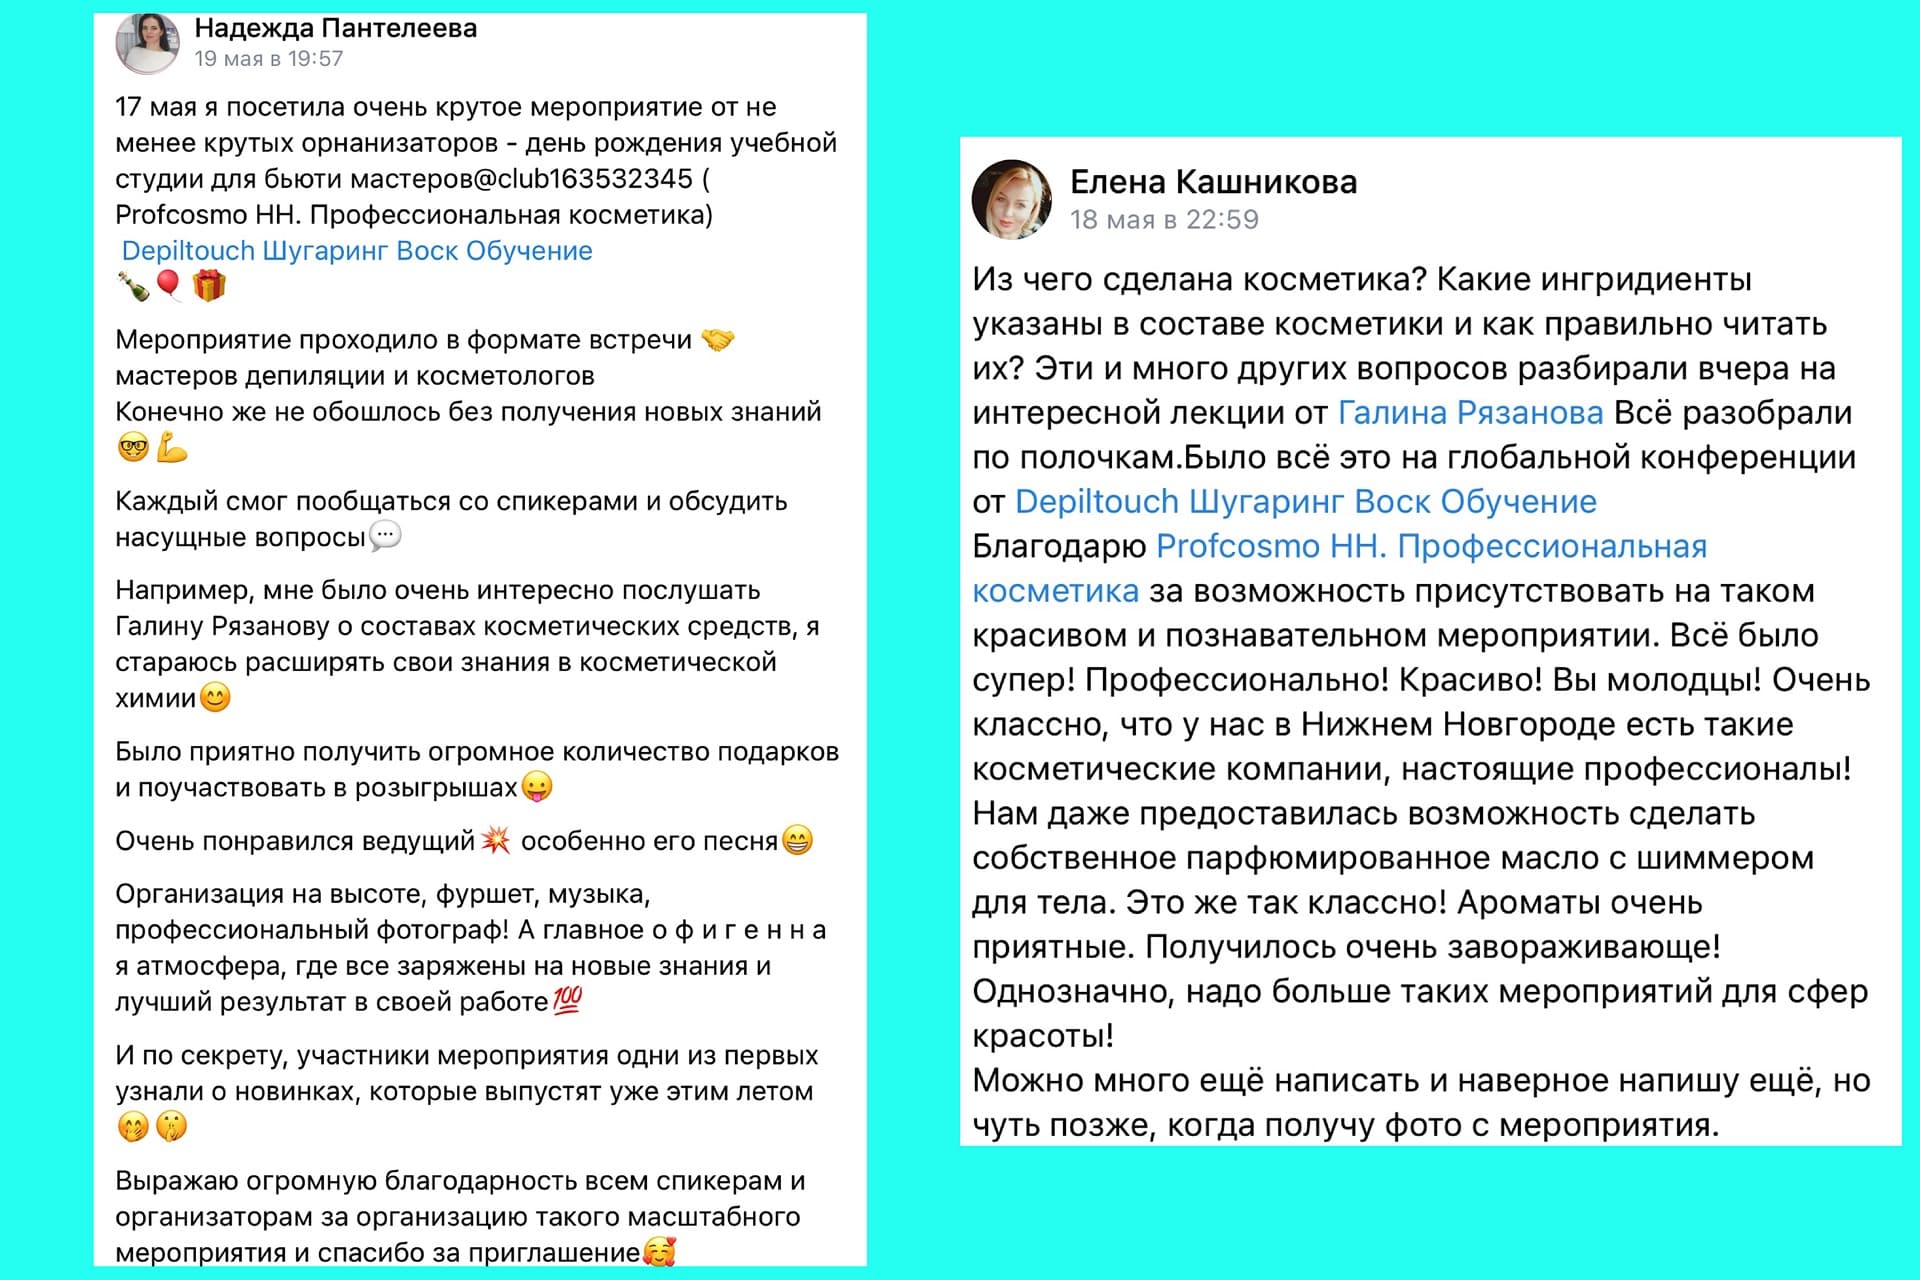 Надежда Пантелеева
19 мая в 19:57
17 мая я посетила очень крутое мероприятие от не
менее крутых орнанизаторов - день рождения учебной
студии для бьюти мастеров@club163532345 (
Profcosmo НН. Профессиональная косметика)
Depiltouch Шугаринг Воск Обучение
🍾🎈🎁
Мероприятие проходило в формате встречи 🤝
мастеров депиляции и косметологов
Конечно же не обошлось без получения новых знаний
🤓💪
Каждый смог пообщаться со спикерами и обсудить
насущные вопросы💬
Например, мне было очень интересно послушать
Галину Рязанову о составах косметических средств, я
стараюсь расширять свои знания в косметической
химии😊
Было приятно получить огромное количество подарков
и поучаствовать в розыгрышах😛
Очень понравился ведущий💥 особенно его песня😁
Организация на высоте, фуршет, музыка,
профессиональный фотограф! А главное о ф и г е н н а
я атмосфера, где все заряжены на новые знания и
лучший результат в своей работе💯
И по секрету, участники мероприятия одни из первых
узнали о новинках, которые выпустят уже этим летом
🤭🤫
Выражаю огромную благодарность всем спикерам и
организаторам за организацию такого масштабного
мероприятия и спасибо за приглашение🥰
Елена Кашникова
18 мая в 22:59
Из чего сделана косметика? Какие ингридиенты
указаны в составе косметики и как правильно читать
их? Эти и много других вопросов разбирали вчера на
интересной лекции от Галина Рязанова Всё разобрали
по полочкам.Было всё это на глобальной конференции
от Depiltouch Шугаринг Воск Обучение
Благодарю Profcosmo НН. Профессиональная
косметика за возможность присутствовать на таком
красивом и познавательном мероприятии. Всё было
супер! Профессионально! Красиво! Вы молодцы! Очень
классно, что у нас в Нижнем Новгороде есть такие
косметические компании, настоящие профессионалы!
Нам даже предоставилась возможность сделать
собственное парфюмированное масло с шиммером
для тела. Это же так классно! Ароматы очень
приятные. Получилось очень завораживающе!
Однозначно, надо больше таких мероприятий для сфер
красоты!
Можно много ещё написать и наверное напишу ещё, но
чуть позже, когда получу фото с мероприятия.